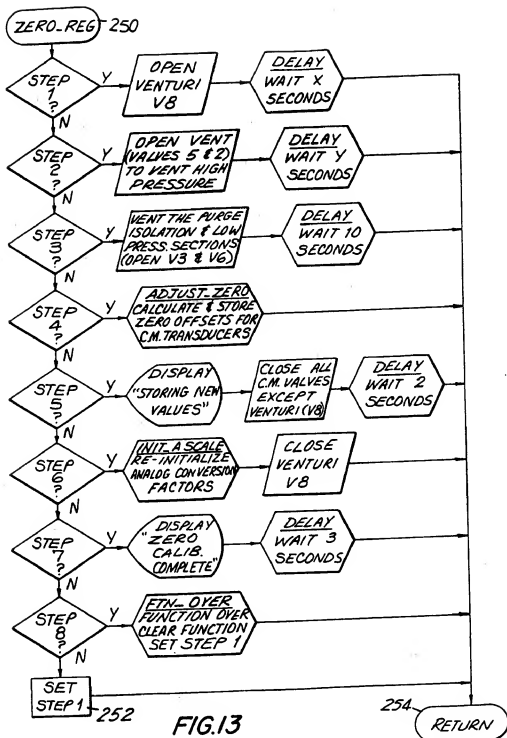 ZERO_REG 250
STEP 1 ?
Y
N
OPEN VENTURI V8
DELAY WAIT X SECONDS
STEP 2 ?
Y
N
OPEN VENT (VALVES 5 & 2) TO VENT HIGH PRESSURE
DELAY WAIT Y SECONDS
STEP 3 ?
Y
N
VENT THE PURGE ISOLATION & LOW PRESS. SECTIONS (OPEN V3 & V6)
DELAY WAIT 10 SECONDS
STEP 4 ?
Y
N
ADJUST_ZERO CALCULATE & STORE ZERO OFFSETS FOR C.M. TRANSDUCERS
STEP 5 ?
Y
N
DISPLAY "STORING NEW VALUES"
CLOSE ALL C.M. VALVES EXCEPT VENTURI (V8)
DELAY WAIT 2 SECONDS
STEP 6 ?
Y
N
INIT_A SCALE RE-INITIALIZE ANALOG CONVERSION FACTORS
CLOSE VENTURI V8
STEP 7 ?
Y
N
DISPLAY "ZERO CALIB. COMPLETE"
DELAY WAIT 3 SECONDS
STEP 8 ?
Y
N
FTN_OVER FUNCTION OVER CLEAR FUNCTION SET STEP 1
SET STEP 1
252
254
RETURN
FIG.13